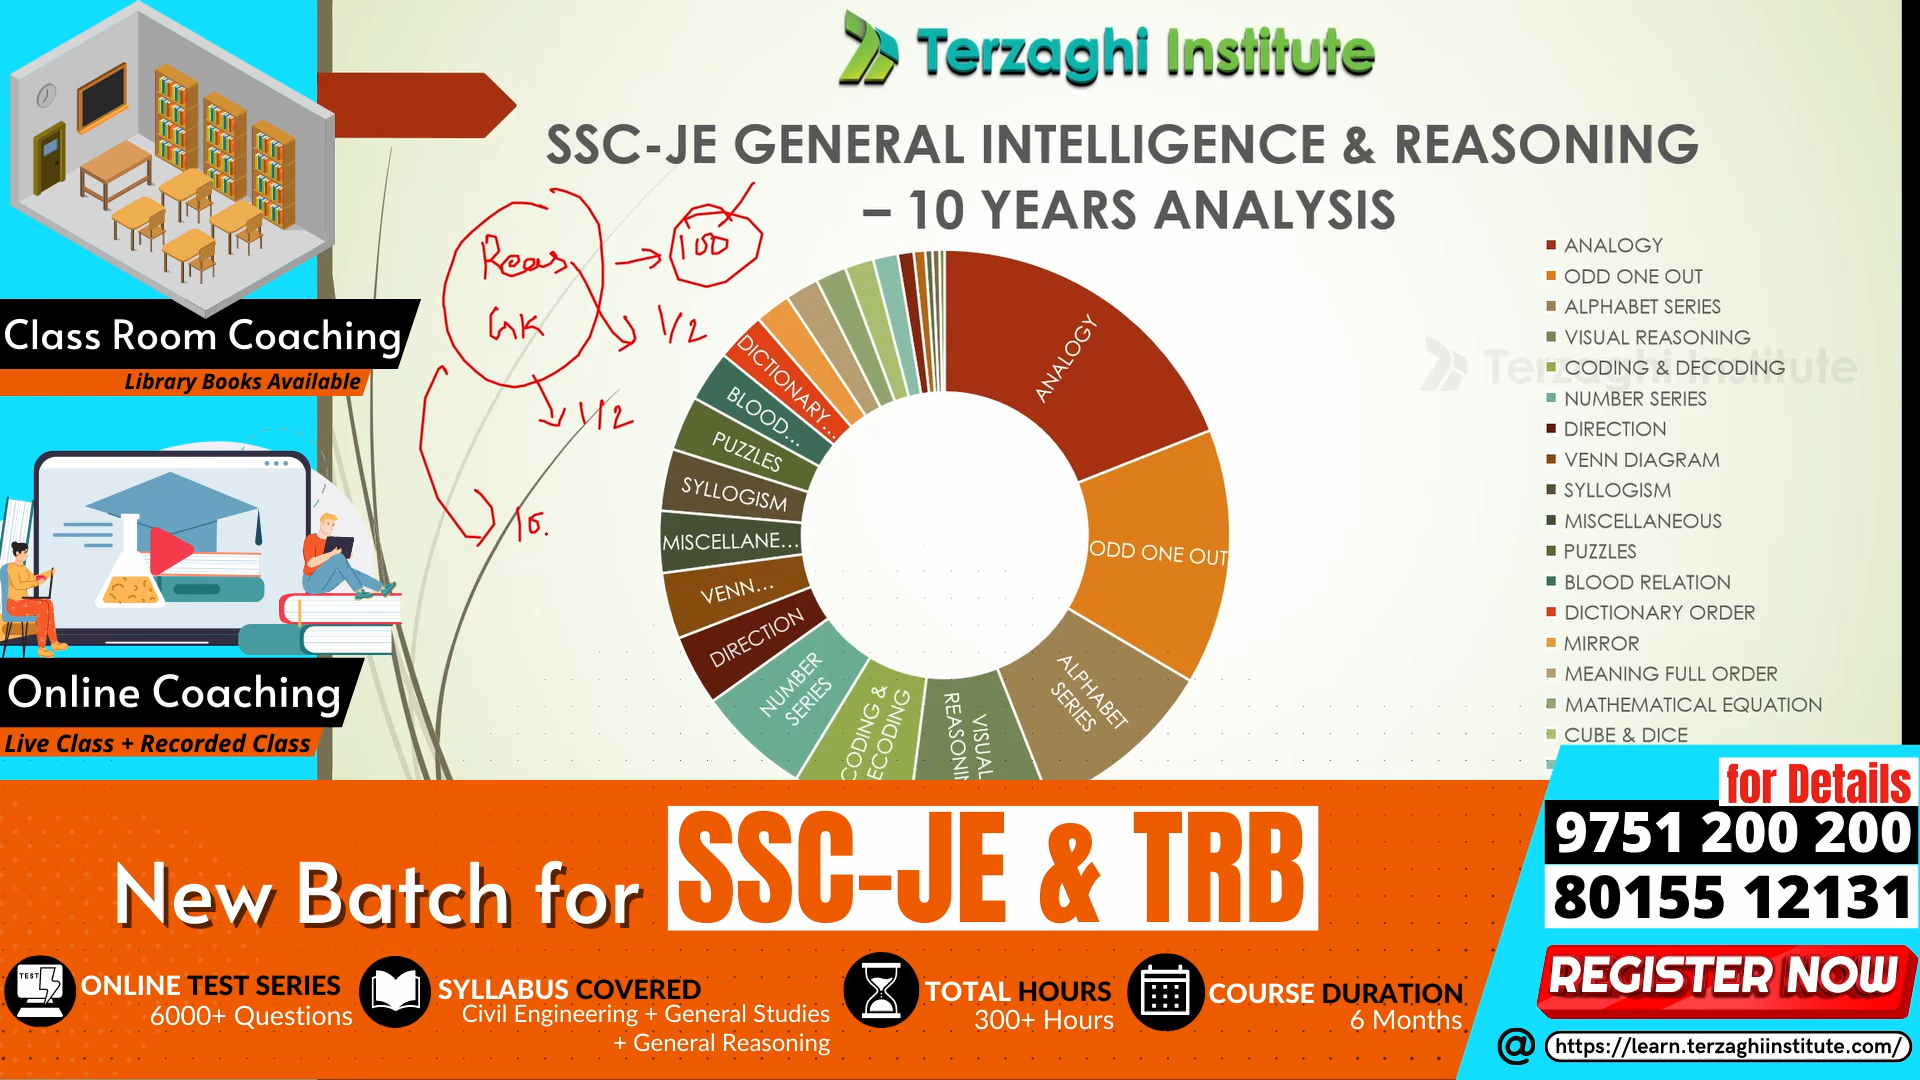 Terzaghi Institute
SSC-JE GENERAL INTELLIGENCE & REASONING
– 10 YEARS ANALYSIS
Reas
GK
100
1/2
1/2
ANALOGY
ODD ONE OUT
ALPHABET
SERIES
VISUAL
CODING &
NUMBER
SERIES
DIRECTION
VENN...
MISCELLANE...
SYLLOGISM
PUZZLES
BLOOD...
DICTIONARY...
ANALOGY
ODD ONE OUT
ALPHABET SERIES
VISUAL REASONING
Terzaghi Institute
CODING & DECODING
NUMBER SERIES
DIRECTION
VENN DIAGRAM
SYLLOGISM
MISCELLANEOUS
PUZZLES
BLOOD RELATION
DICTIONARY ORDER
MIRROR
MEANING FULL ORDER
MATHEMATICAL EQUATION
CUBE & DICE
Class Room Coaching
Library Books Available
Online Coaching
Live Class + Recorded Class
New Batch for
SSC-JE & TRB
TEST
ONLINE TEST SERIES
6000+ Questions
SYLLABUS COVERED
Civil Engineering + General Studies
+ General Reasoning
TOTAL HOURS
300+ Hours
COURSE DURATION
6 Months
for Details
9751 200 200
80155 12131
REGISTER NOW
@ https://learn.terzaghiinstitute.com/